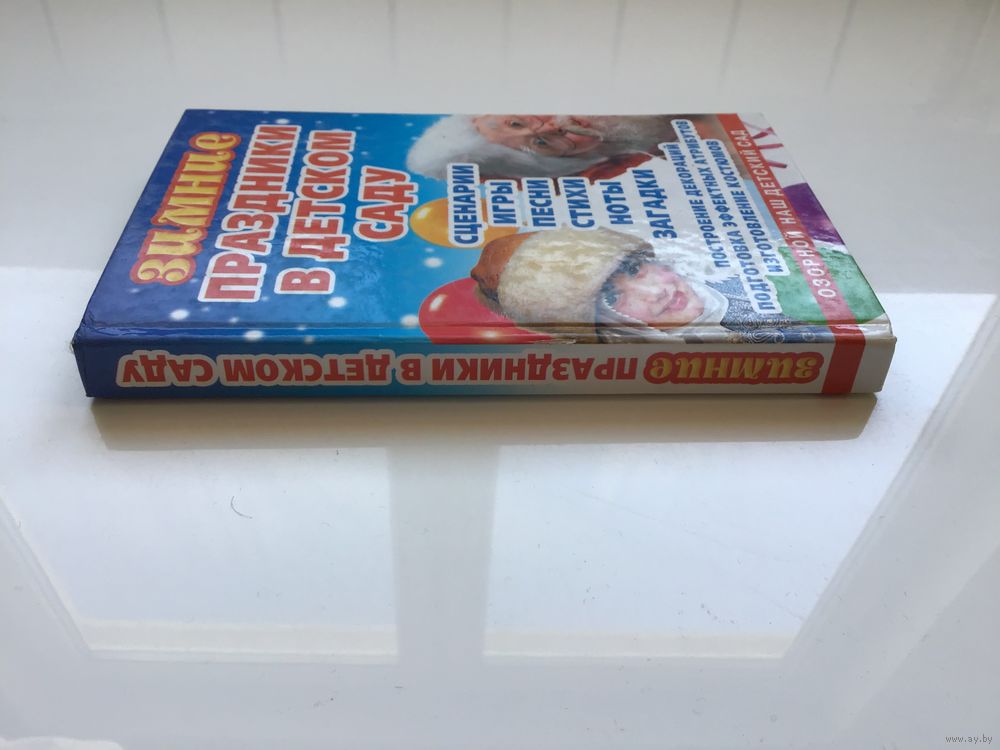 зимние
ПРАЗДНИКИ
В ДЕТСКОМ
САДУ
СЦЕНАРИИ
ИГРЫ
ПЕСНИ
СТИХИ
НОТЫ
ЗАГАДКИ
ПОСТРОЕНИЕ ДЕКОРАЦИЙ
ПОДГОТОВКА ЭФФЕКТНЫХ АТРИБУТОВ
ИЗГОТОВЛЕНИЕ КОСТЮМОВ
ОЗОРНОЙ НАШ ДЕТСКИЙ САД
зимние ПРАЗДНИКИ В ДЕТСКОМ САДУ
www.ay.by